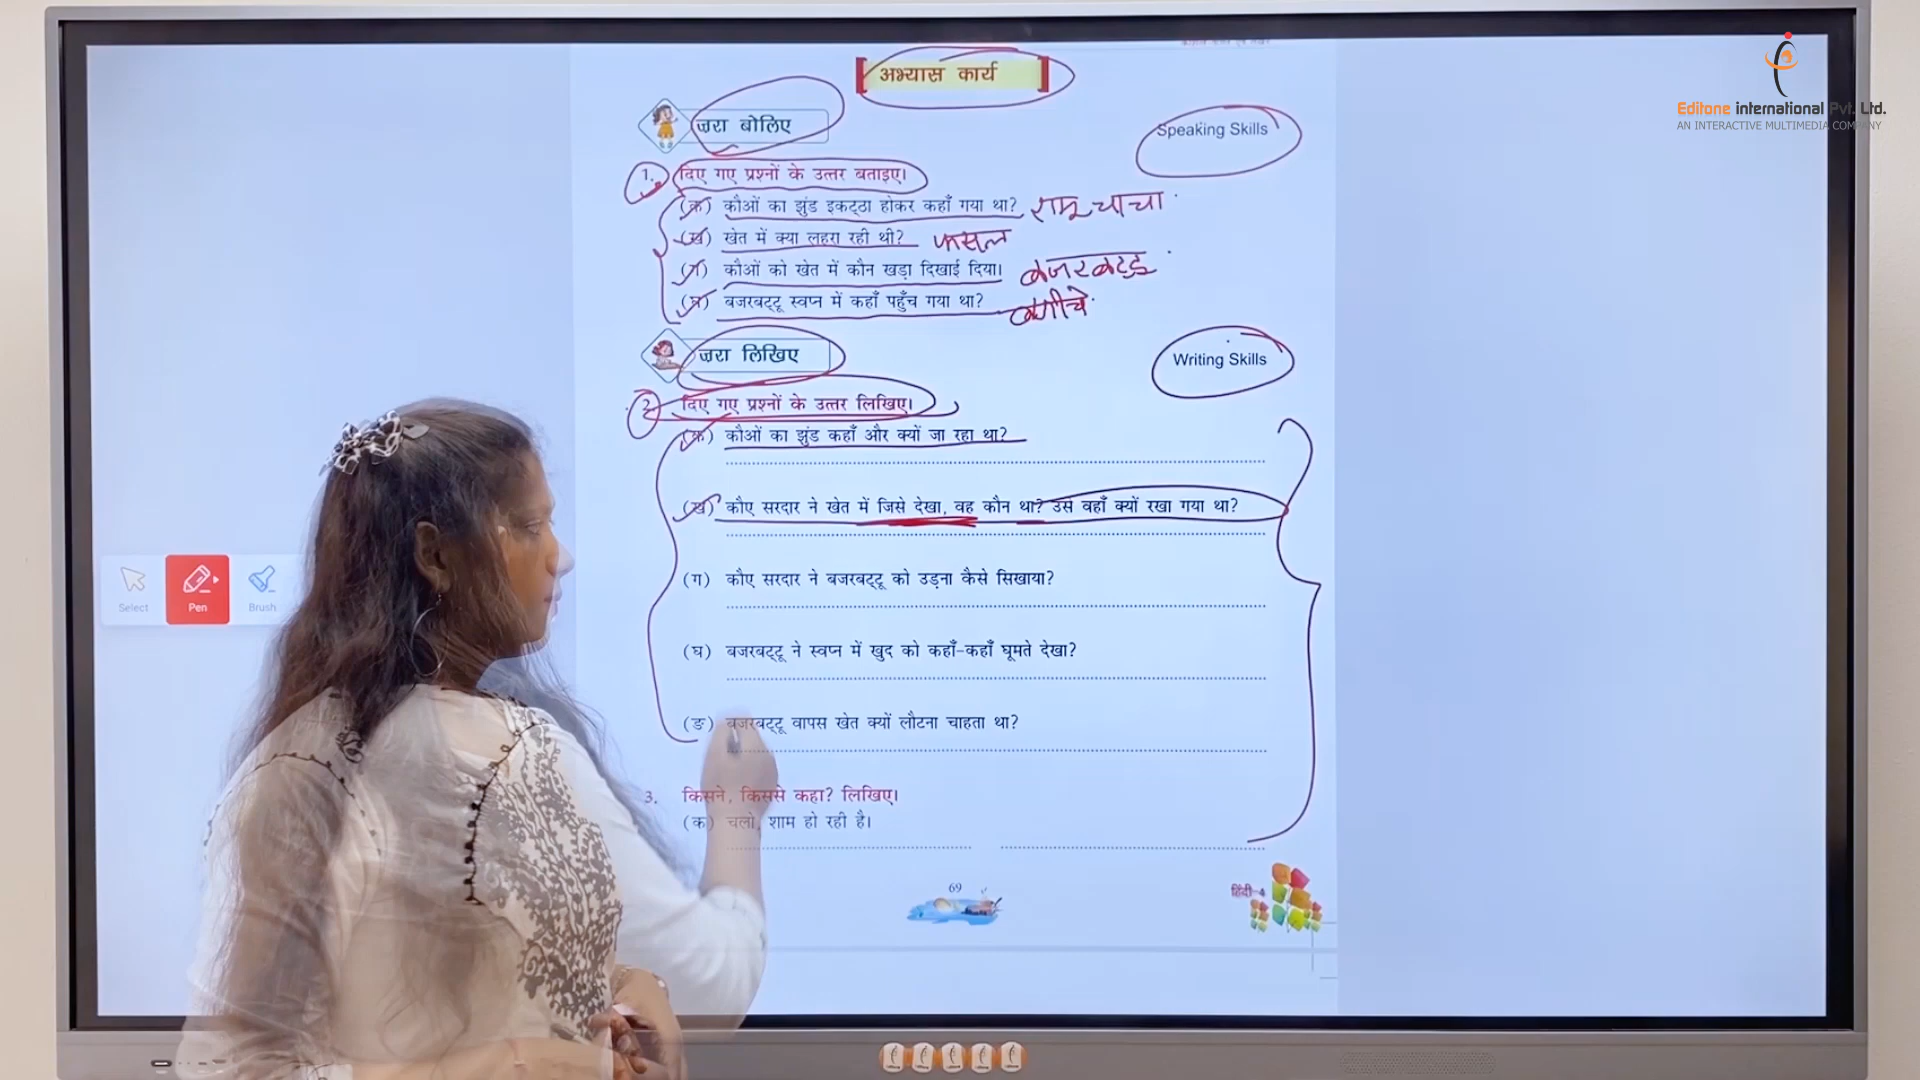 अभ्यास कार्य
Editone international Pvt. Ltd.
AN INTERACTIVE MULTIMEDIA COMPANY
ज़रा बोलिए
Speaking Skills
1. दिए गए प्रश्नों के उत्तर बताइए।
(क) कौओं का झुंड इकट्ठा होकर कहाँ गया था? रामू चाचा
(ख) खेत में क्या लहरा रही थी? फसल
(ग) कौओं को खेत में कौन खड़ा दिखाई दिया। बजरबट्टू
(घ) बजरबट्टू स्वप्न में कहाँ पहुँच गया था? बगीचे
ज़रा लिखिए
Writing Skills
2. दिए गए प्रश्नों के उत्तर लिखिए।
(क) कौओं का झुंड कहाँ और क्यों जा रहा था?
(ख) कौए सरदार ने खेत में जिसे देखा, वह कौन था? उसे वहाँ क्यों रखा गया था?
(ग) कौए सरदार ने बजरबट्टू को उड़ना कैसे सिखाया?
(घ) बजरबट्टू ने स्वप्न में खुद को कहाँ-कहाँ घूमते देखा?
(ङ) बजरबट्टू वापस खेत क्यों लौटना चाहता था?
3. किसने, किससे कहा? लिखिए।
(क) चलो, शाम हो रही है।
69
हिंदी-4
Select
Pen
Brush